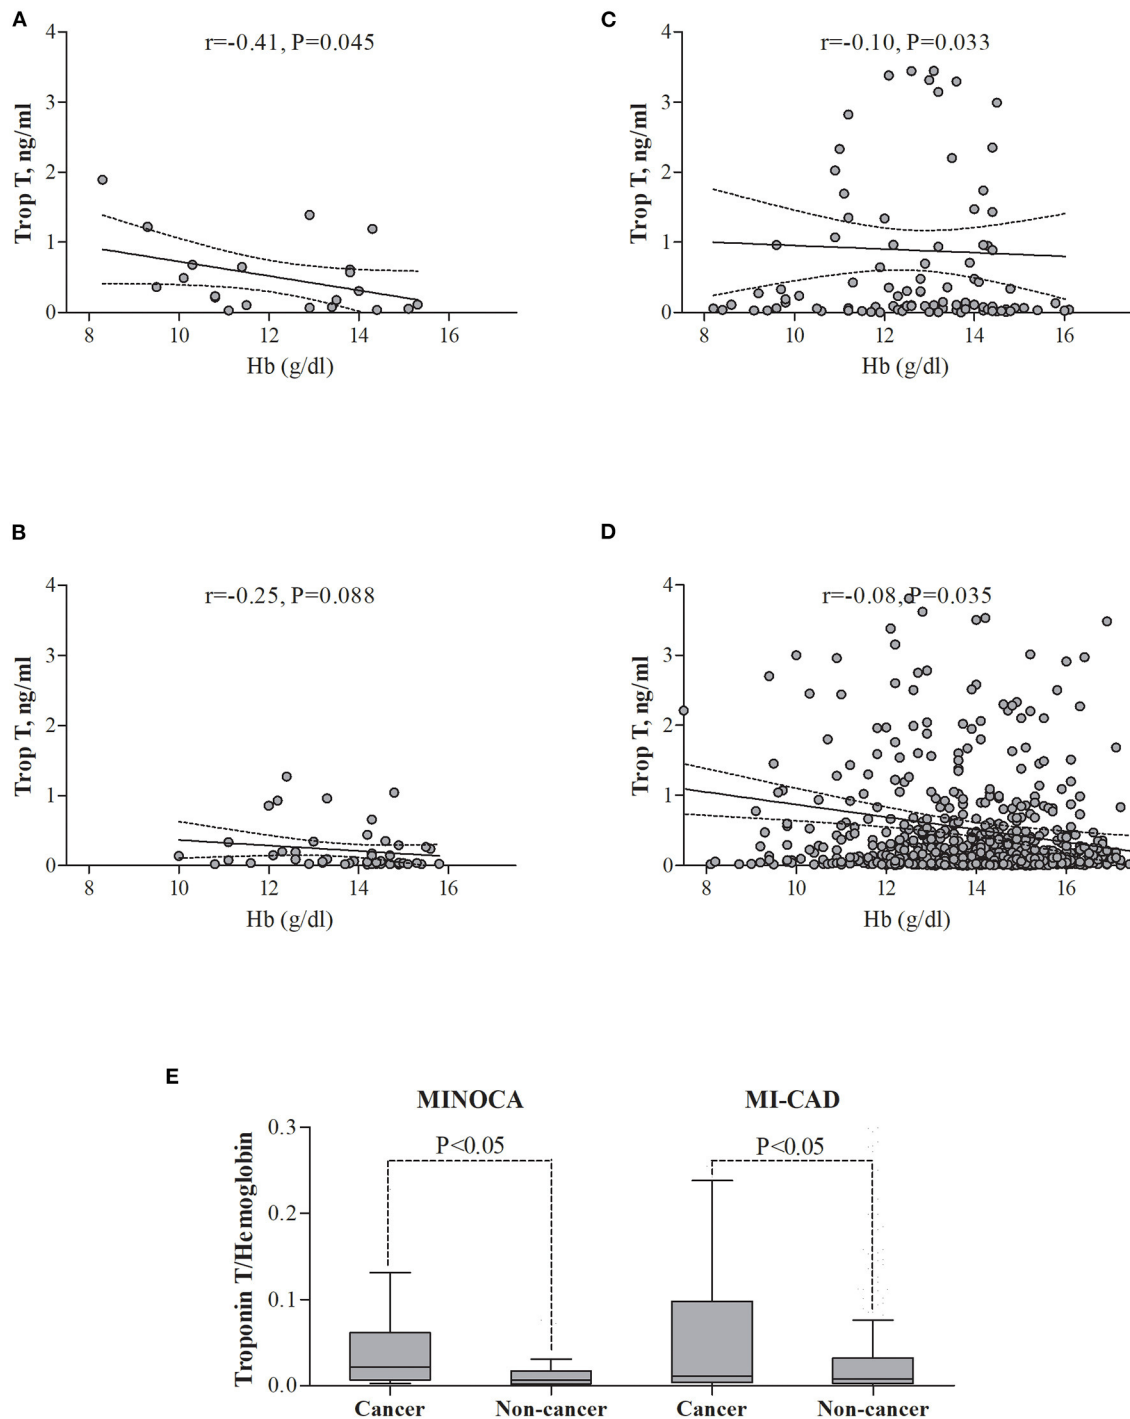 A
r=-0.41, P=0.045
Trop T, ng/ml
4
3
2
1
0
8 10 12 14 16
Hb (g/dl)
C
r=-0.10, P=0.033
Trop T, ng/ml
4
3
2
1
0
8 10 12 14 16
Hb (g/dl)
B
r=-0.25, P=0.088
Trop T, ng/ml
4
3
2
1
0
8 10 12 14 16
Hb (g/dl)
D
r=-0.08, P=0.035
Trop T, ng/ml
4
3
2
1
0
8 10 12 14 16
Hb (g/dl)
E
MINOCA MI-CAD
Troponin T/Hemoglobin
0.3
0.2
0.1
0.0
P<0.05 P<0.05
Cancer Non-cancer Cancer Non-cancer